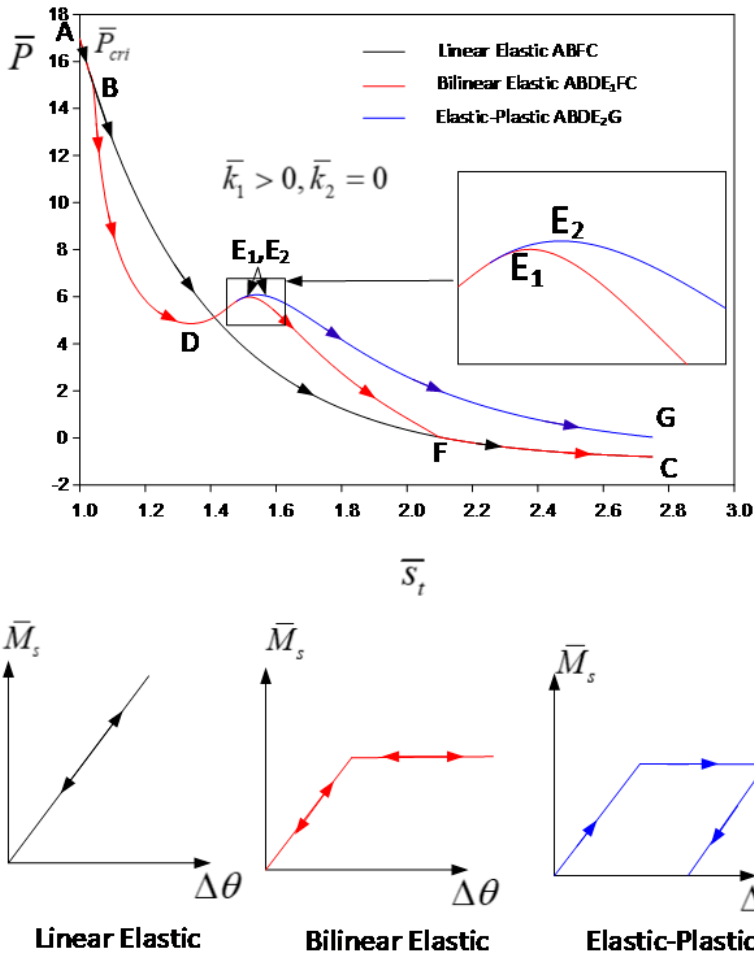 18
A
P̅
16
P̅cri
B
14
12
10
8
6
4
2
0
-2
Linear Elastic ABFC
Bilinear Elastic ABDE₁FC
Elastic-Plastic ABDE₂G
k̅₁ > 0, k̅₂ = 0
E₁,E₂
E₂
E₁
D
F
G
C
1.0 1.2 1.4 1.6 1.8 2.0 2.2 2.4 2.6 2.8 3.0
s̅ₜ
M̅ₛ M̅ₛ M̅ₛ
Δθ Δθ Δ
Linear Elastic Bilinear Elastic Elastic-Plastic